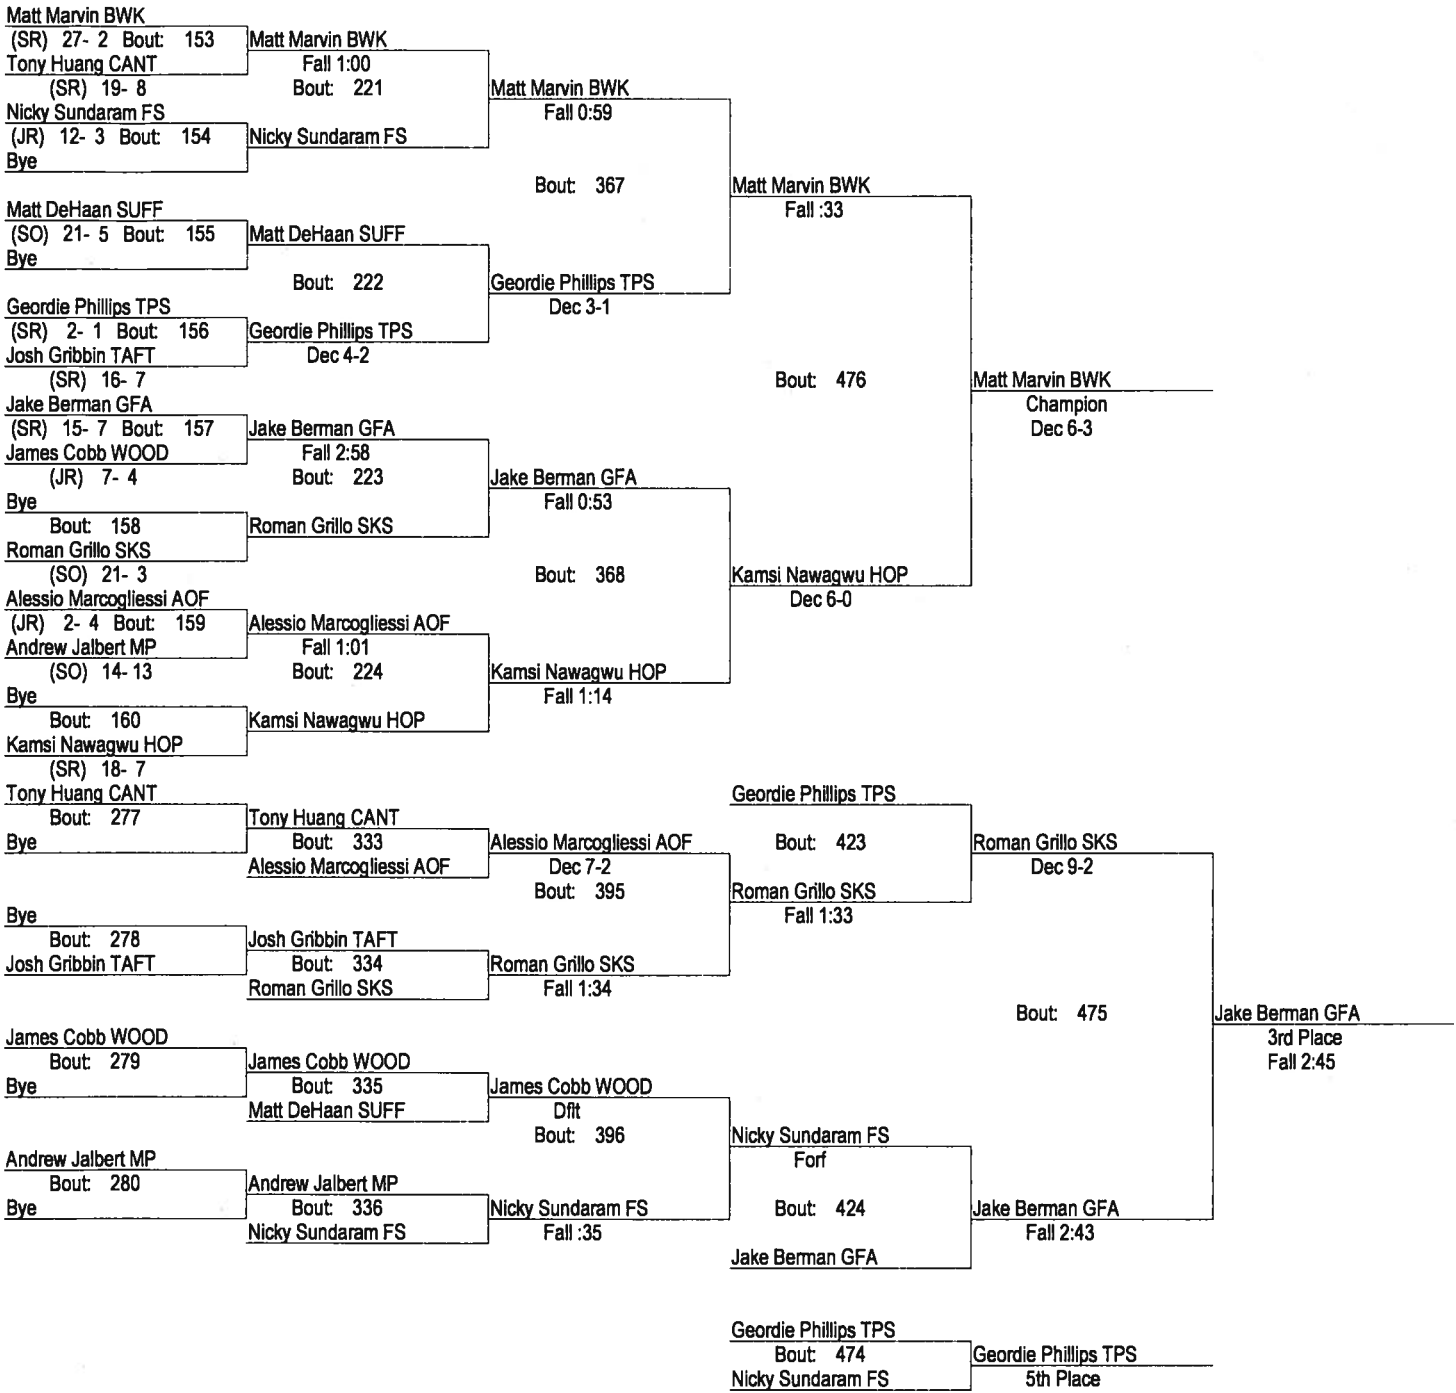 Matt Marvin BWK
(SR) 27- 2 Bout: 153 Matt Marvin BWK
Tony Huang CANT Fall 1:00
(SR) 19- 8 Bout: 221 Matt Marvin BWK
Nicky Sundaram FS Fall 0:59
(JR) 12- 3 Bout: 154 Nicky Sundaram FS
Bye
Bout: 367 Matt Marvin BWK
Matt DeHaan SUFF Fall :33
(SO) 21- 5 Bout: 155 Matt DeHaan SUFF
Bye
Bout: 222 Geordie Phillips TPS
Geordie Phillips TPS Dec 3-1
(SR) 2- 1 Bout: 156 Geordie Phillips TPS
Josh Gribbin TAFT Dec 4-2
(SR) 16- 7 Bout: 476 Matt Marvin BWK
Jake Berman GFA Champion
(SR) 15- 7 Bout: 157 Jake Berman GFA Dec 6-3
James Cobb WOOD Fall 2:58
(JR) 7- 4 Bout: 223 Jake Berman GFA
Bye Fall 0:53
Bout: 158 Roman Grillo SKS
Roman Grillo SKS
(SO) 21- 3 Bout: 368 Kamsi Nawagwu HOP
Alessio Marcogliessi AOF Dec 6-0
(JR) 2- 4 Bout: 159 Alessio Marcogliessi AOF
Andrew Jalbert MP Fall 1:01
(SO) 14- 13 Bout: 224 Kamsi Nawagwu HOP
Bye Fall 1:14
Bout: 160 Kamsi Nawagwu HOP
Kamsi Nawagwu HOP
(SR) 18- 7
Tony Huang CANT Geordie Phillips TPS
Bout: 277 Tony Huang CANT
Bye Bout: 333 Alessio Marcogliessi AOF Bout: 423 Roman Grillo SKS
Alessio Marcogliessi AOF Dec 7-2 Dec 9-2
Bout: 395 Roman Grillo SKS
Bye Fall 1:33
Bout: 278 Josh Gribbin TAFT
Josh Gribbin TAFT Bout: 334 Roman Grillo SKS
Roman Grillo SKS Fall 1:34
Bout: 475 Jake Berman GFA
James Cobb WOOD 3rd Place
Bout: 279 James Cobb WOOD Fall 2:45
Bye Bout: 335 James Cobb WOOD
Matt DeHaan SUFF Dflt
Bout: 396 Nicky Sundaram FS
Andrew Jalbert MP Forf
Bout: 280 Andrew Jalbert MP
Bye Bout: 336 Nicky Sundaram FS Bout: 424 Jake Berman GFA
Nicky Sundaram FS Fall :35 Fall 2:43
Jake Berman GFA
Geordie Phillips TPS
Bout: 474 Geordie Phillips TPS
Nicky Sundaram FS 5th Place